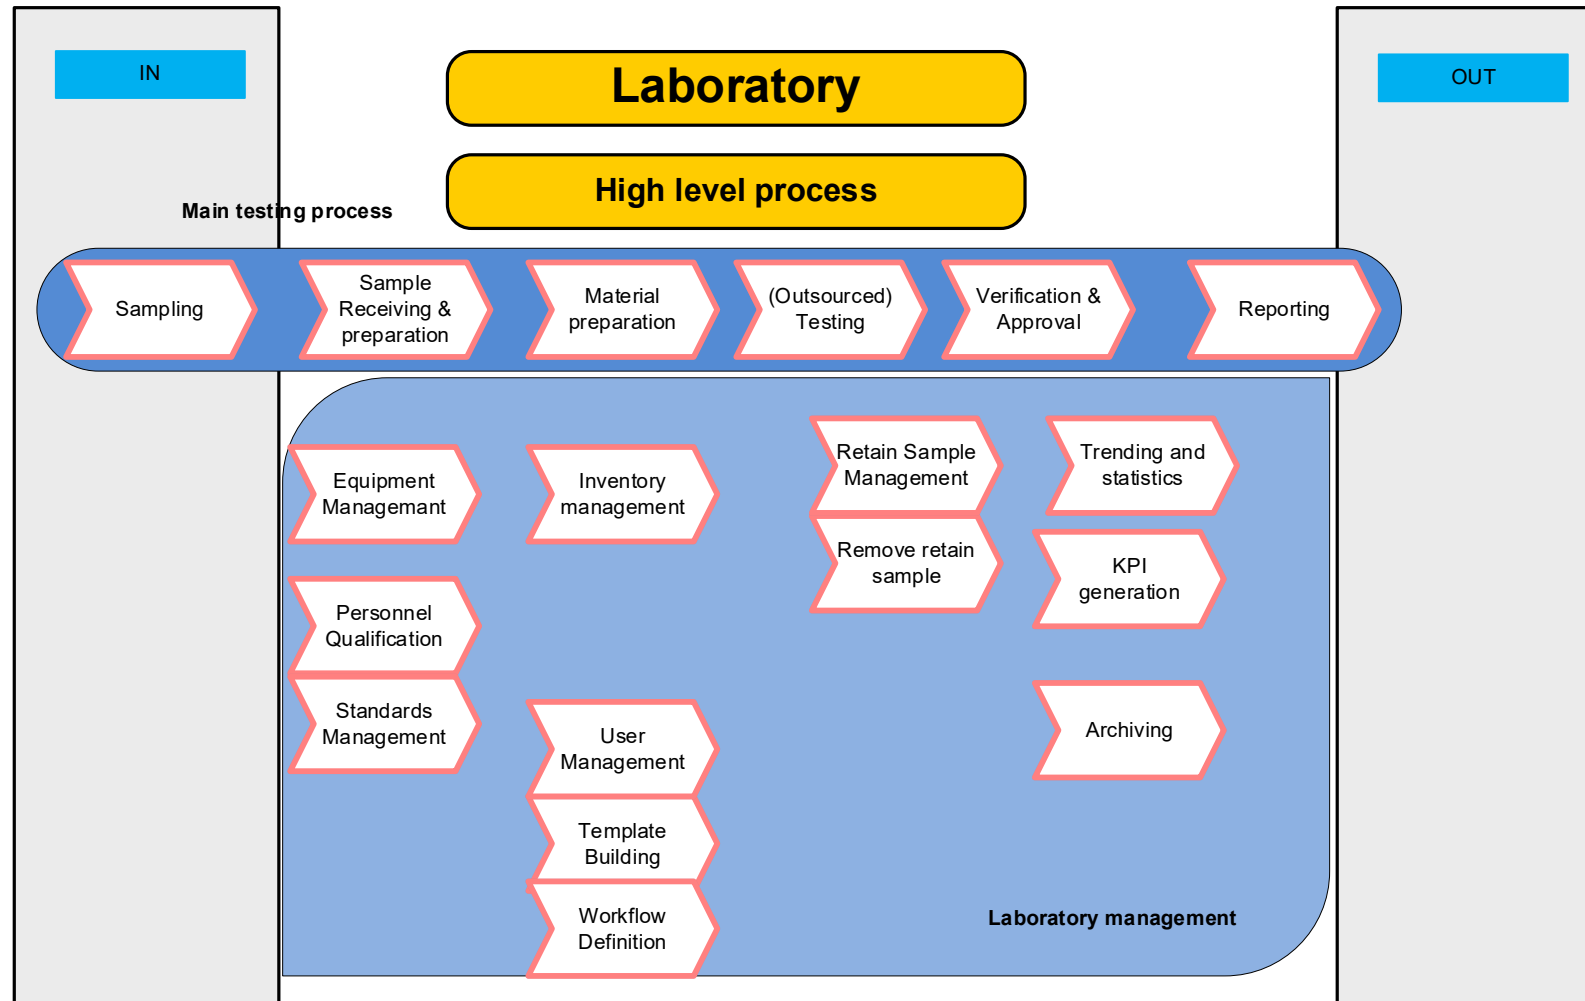 IN
Laboratory
OUT
High level process
Main testing process
Sampling
Sample
Receiving &
preparation
Material
preparation
(Outsourced)
Testing
Verification &
Approval
Reporting
Equipment
Managemant
Inventory
management
Retain Sample
Management
Trending and
statistics
Remove retain
sample
KPI
generation
Personnel
Qualification
Standards
Management
User
Management
Archiving
Template
Building
Workflow
Definition
Laboratory management